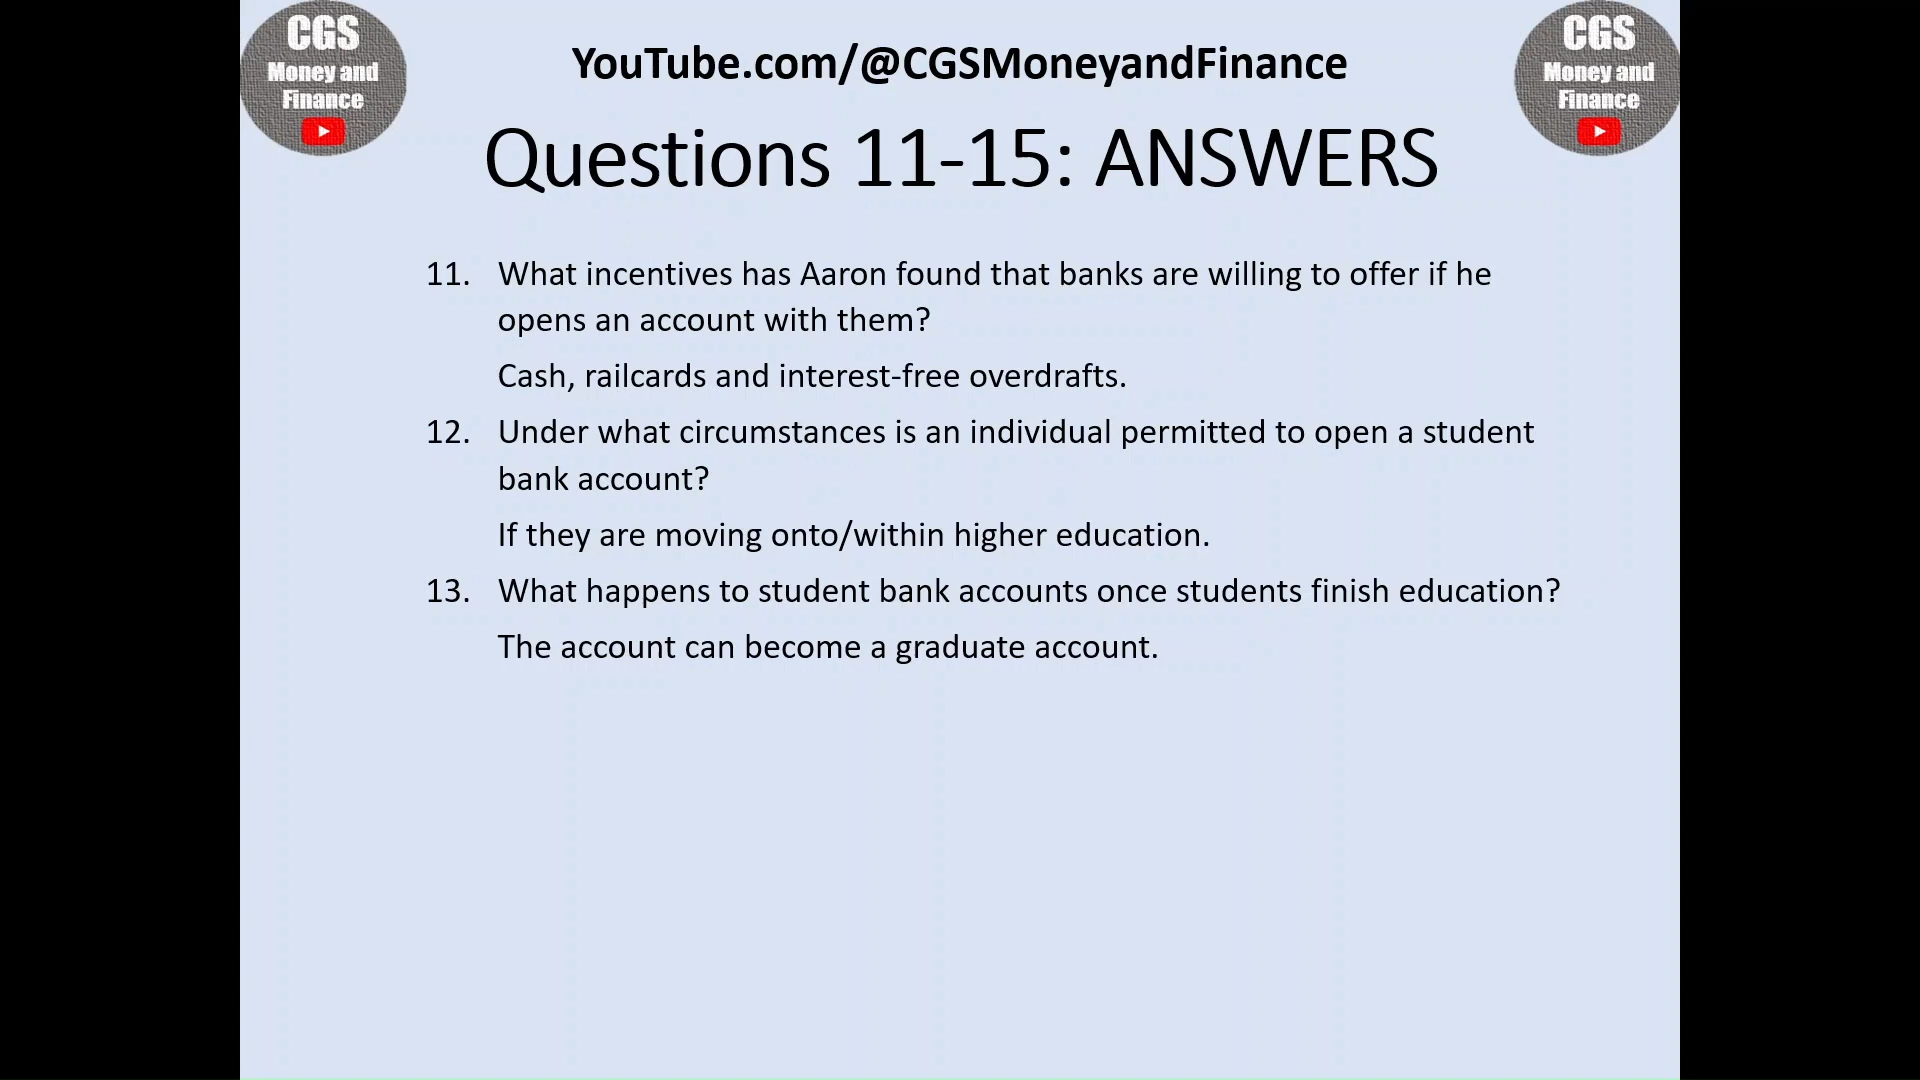 CGS
Money and
Finance
YouTube.com/@CGSMoneyandFinance
CGS
Money and
Finance
Questions 11-15: ANSWERS
11. What incentives has Aaron found that banks are willing to offer if he
opens an account with them?
Cash, railcards and interest-free overdrafts.
12. Under what circumstances is an individual permitted to open a student
bank account?
If they are moving onto/within higher education.
13. What happens to student bank accounts once students finish education?
The account can become a graduate account.